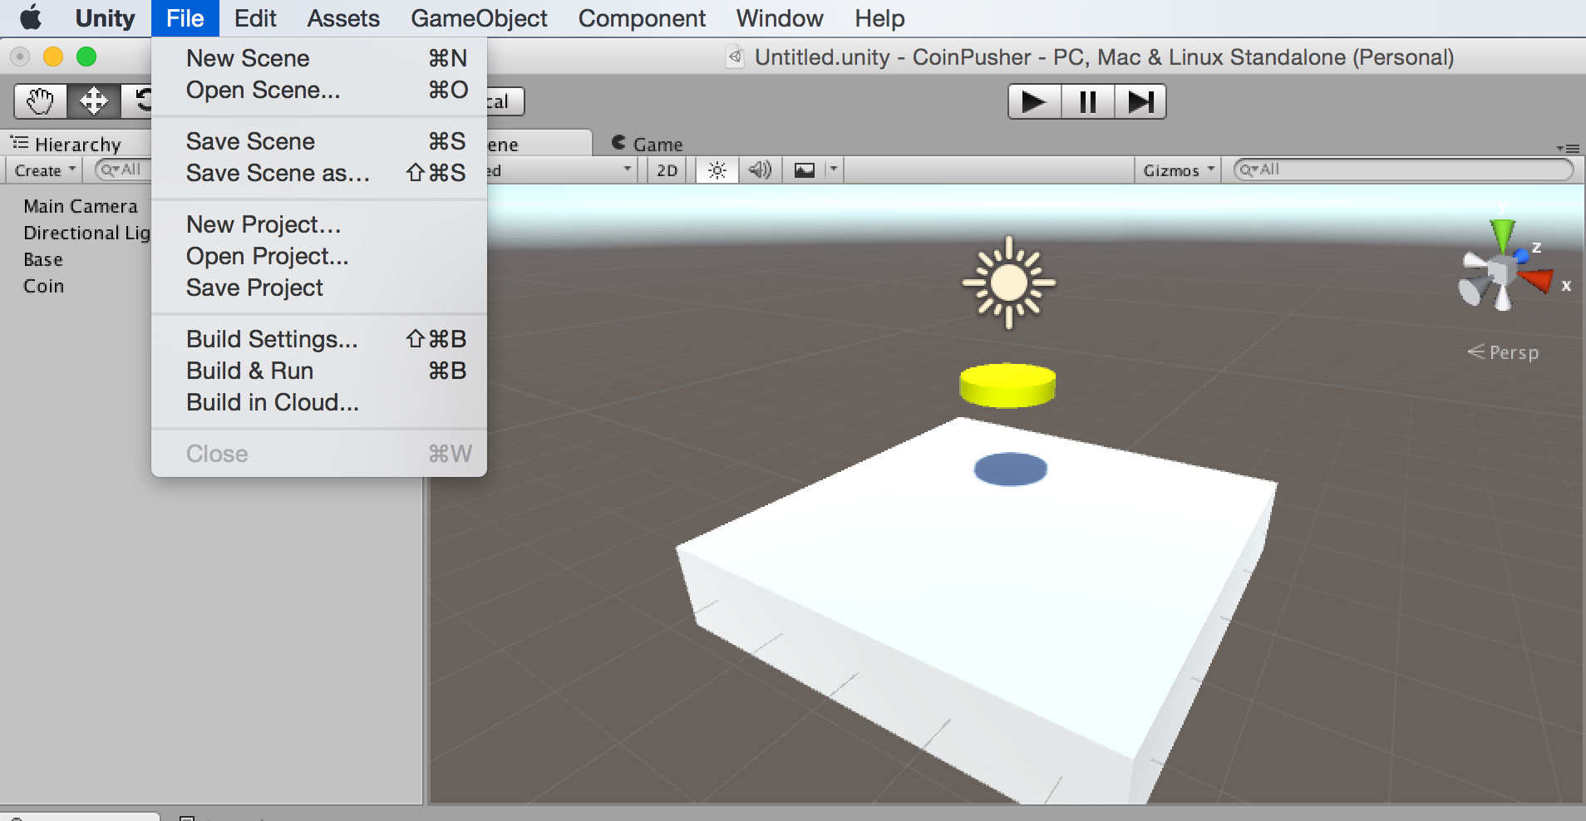 Unity File Edit Assets GameObject Component Window Help
Untitled.unity - CoinPusher - PC, Mac & Linux Standalone (Personal)
New Scene ⌘N
Open Scene... ⌘O
Save Scene ⌘S
Save Scene as... ⇧⌘S
New Project...
Open Project...
Save Project
Build Settings... ⇧⌘B
Build & Run ⌘B
Build in Cloud...
Close ⌘W
cal
Hierarchy
ene
Game
Create
All
ed
2D
Gizmos
All
Main Camera
Directional Lig
Base
Coin
Y
z
x
Persp